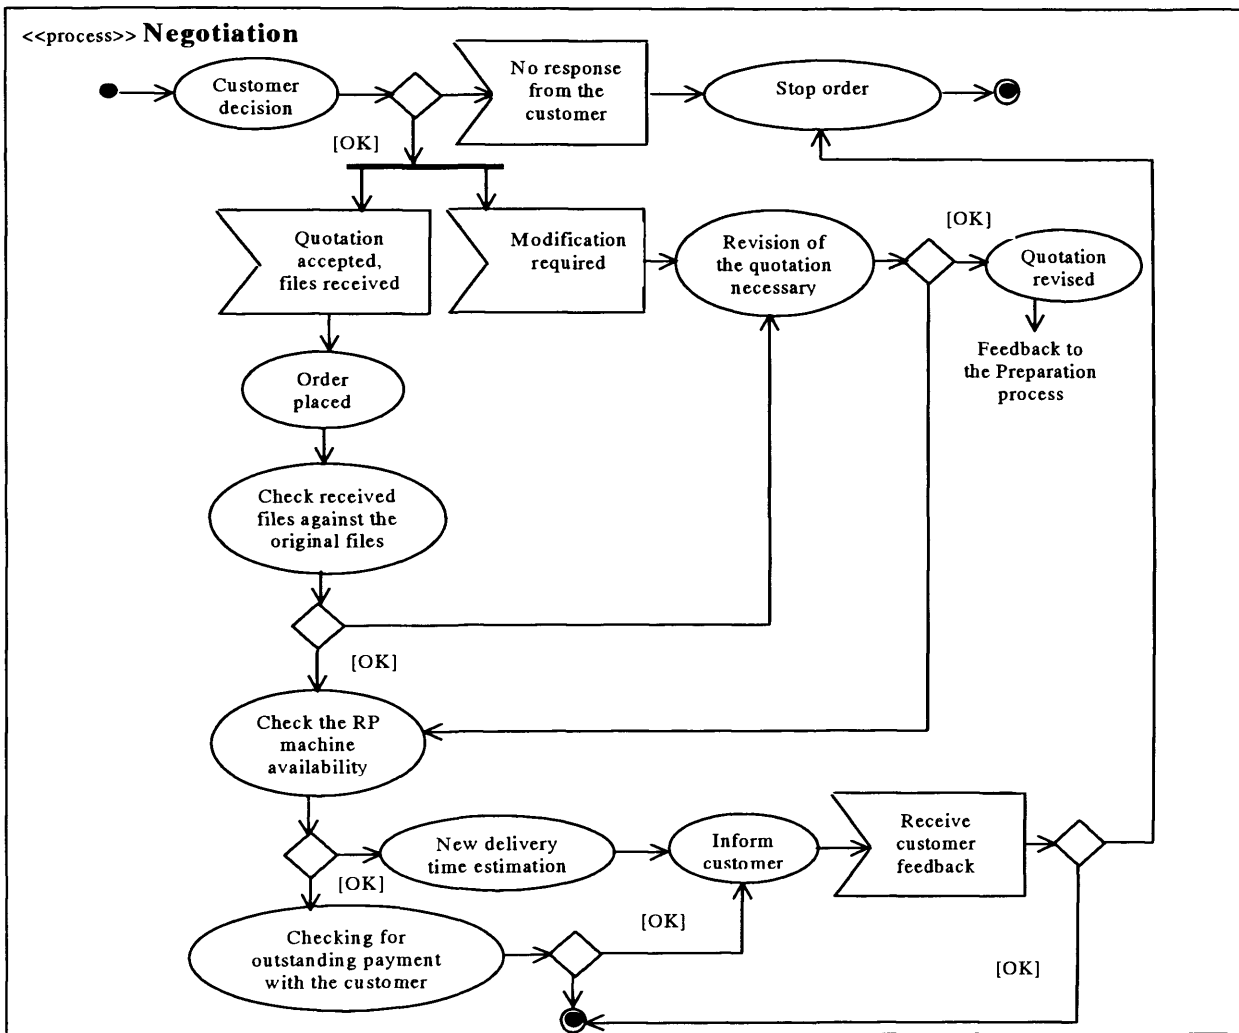 <<process>> Negotiation
Customer
decision
No response
from the
customer
Stop order
[OK]
Quotation
accepted,
files received
Modification
required
Revision of
the quotation
necessary
[OK]
Quotation
revised
Feedback to
the Preparation
process
Order
placed
Check received
files against the
original files
[OK]
Check the RP
machine
availability
New delivery
time estimation
Inform
customer
Receive
customer
feedback
[OK]
Checking for
outstanding payment
with the customer
[OK]
[OK]